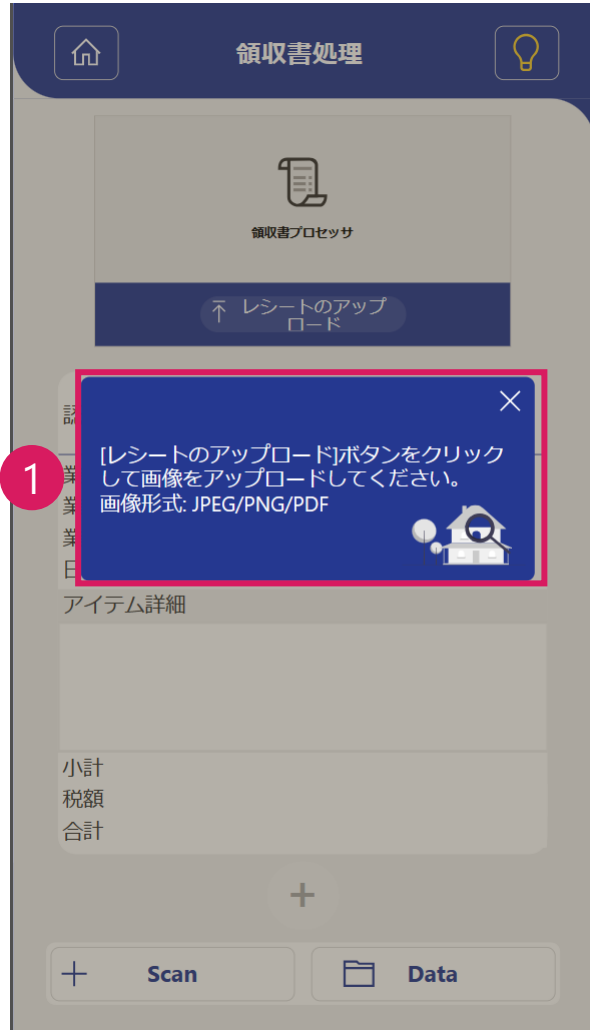 領収書処理
領収書プロセッサ
レシートのアップ
ロード
[レシートのアップロード]ボタンをクリック
して画像をアップロードしてください。
画像形式: JPEG/PNG/PDF
1
業
業
業
日
アイテム詳細
小計
税額
合計
+
Scan
Data